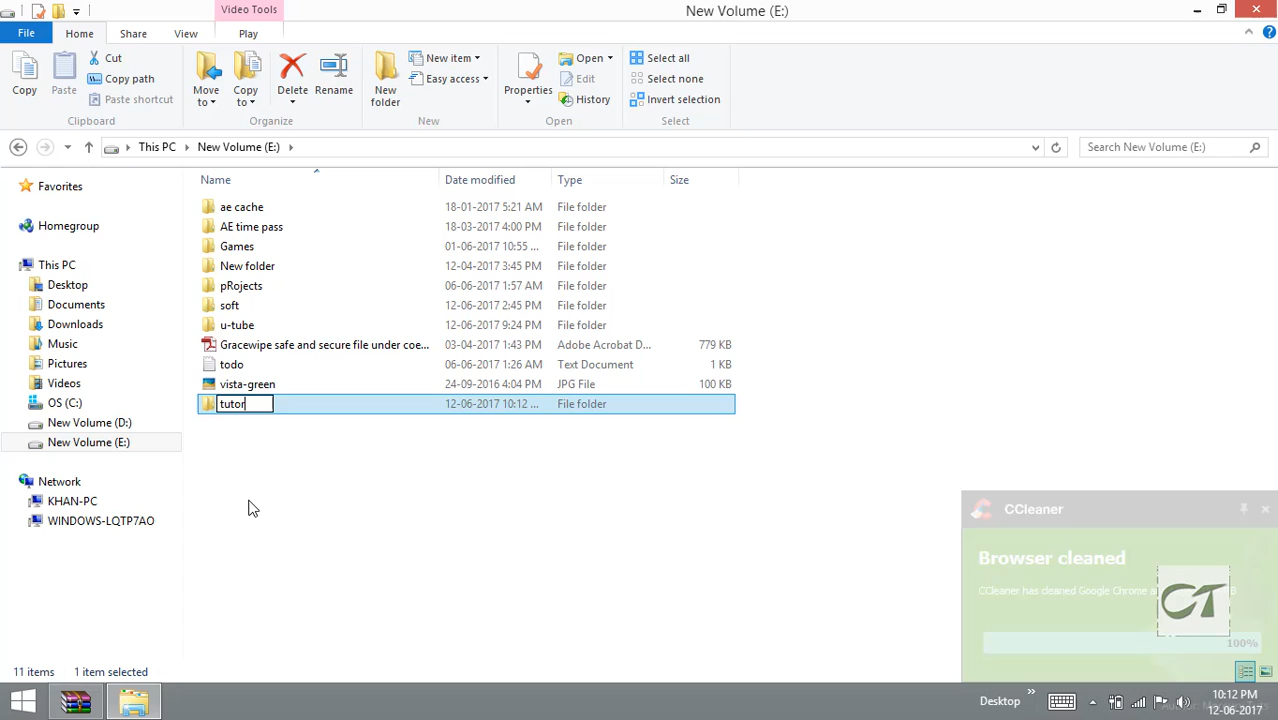 Video Tools
New Volume (E:)
File Home Share View Play
Copy
Paste
Cut
Copy path
Paste shortcut
Clipboard
Move to
Copy to
Delete
Rename
Organize
New folder
New item
Easy access
New
Properties
Open
Edit
History
Open
Select all
Select none
Invert selection
Select
This PC New Volume (E:)
Search New Volume (E:)
Favorites
Homegroup
This PC
Desktop
Documents
Downloads
Music
Pictures
Videos
OS (C:)
New Volume (D:)
New Volume (E:)
Network
KHAN-PC
WINDOWS-LQTP7AO
Name Date modified Type Size
ae cache 18-01-2017 5:21 AM File folder
AE time pass 18-03-2017 4:00 PM File folder
Games 01-06-2017 10:55 ... File folder
New folder 12-04-2017 3:45 PM File folder
pRojects 06-06-2017 1:57 AM File folder
soft 12-06-2017 2:45 PM File folder
u-tube 12-06-2017 9:24 PM File folder
Gracewipe safe and secure file under coe... 03-04-2017 1:43 PM Adobe Acrobat D... 779 KB
todo 06-06-2017 1:26 AM Text Document 1 KB
vista-green 24-09-2016 4:04 PM JPG File 100 KB
tutor 12-06-2017 10:12 ... File folder
CCleaner
Browser cleaned
CCleaner has cleaned Google Chrome
CT
100%
11 items 1 item selected
Desktop
10:12 PM
12-06-2017